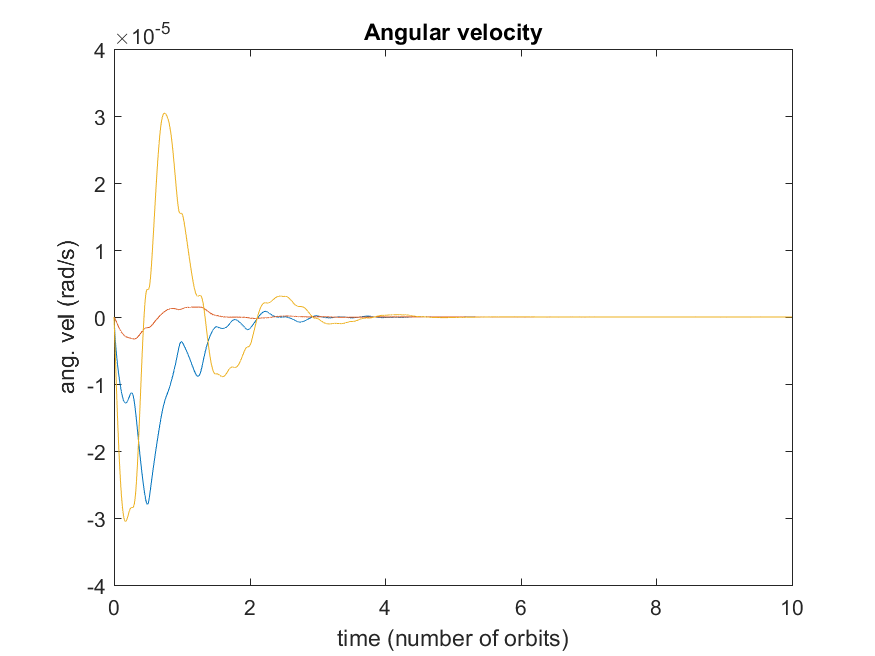 Angular velocity
×10⁻⁵
4
3
2
1
0
-1
-2
-3
-4
ang. vel (rad/s)
0 2 4 6 8 10
time (number of orbits)